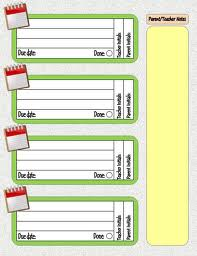 Parent/Teacher Notes
Due date:
Done
Teacher Initials
Parent Initials
Due date:
Done
Teacher Initials
Parent Initials
Due date:
Done
Teacher Initials
Parent Initials
Due date:
Done
Teacher Initials
Parent Initials